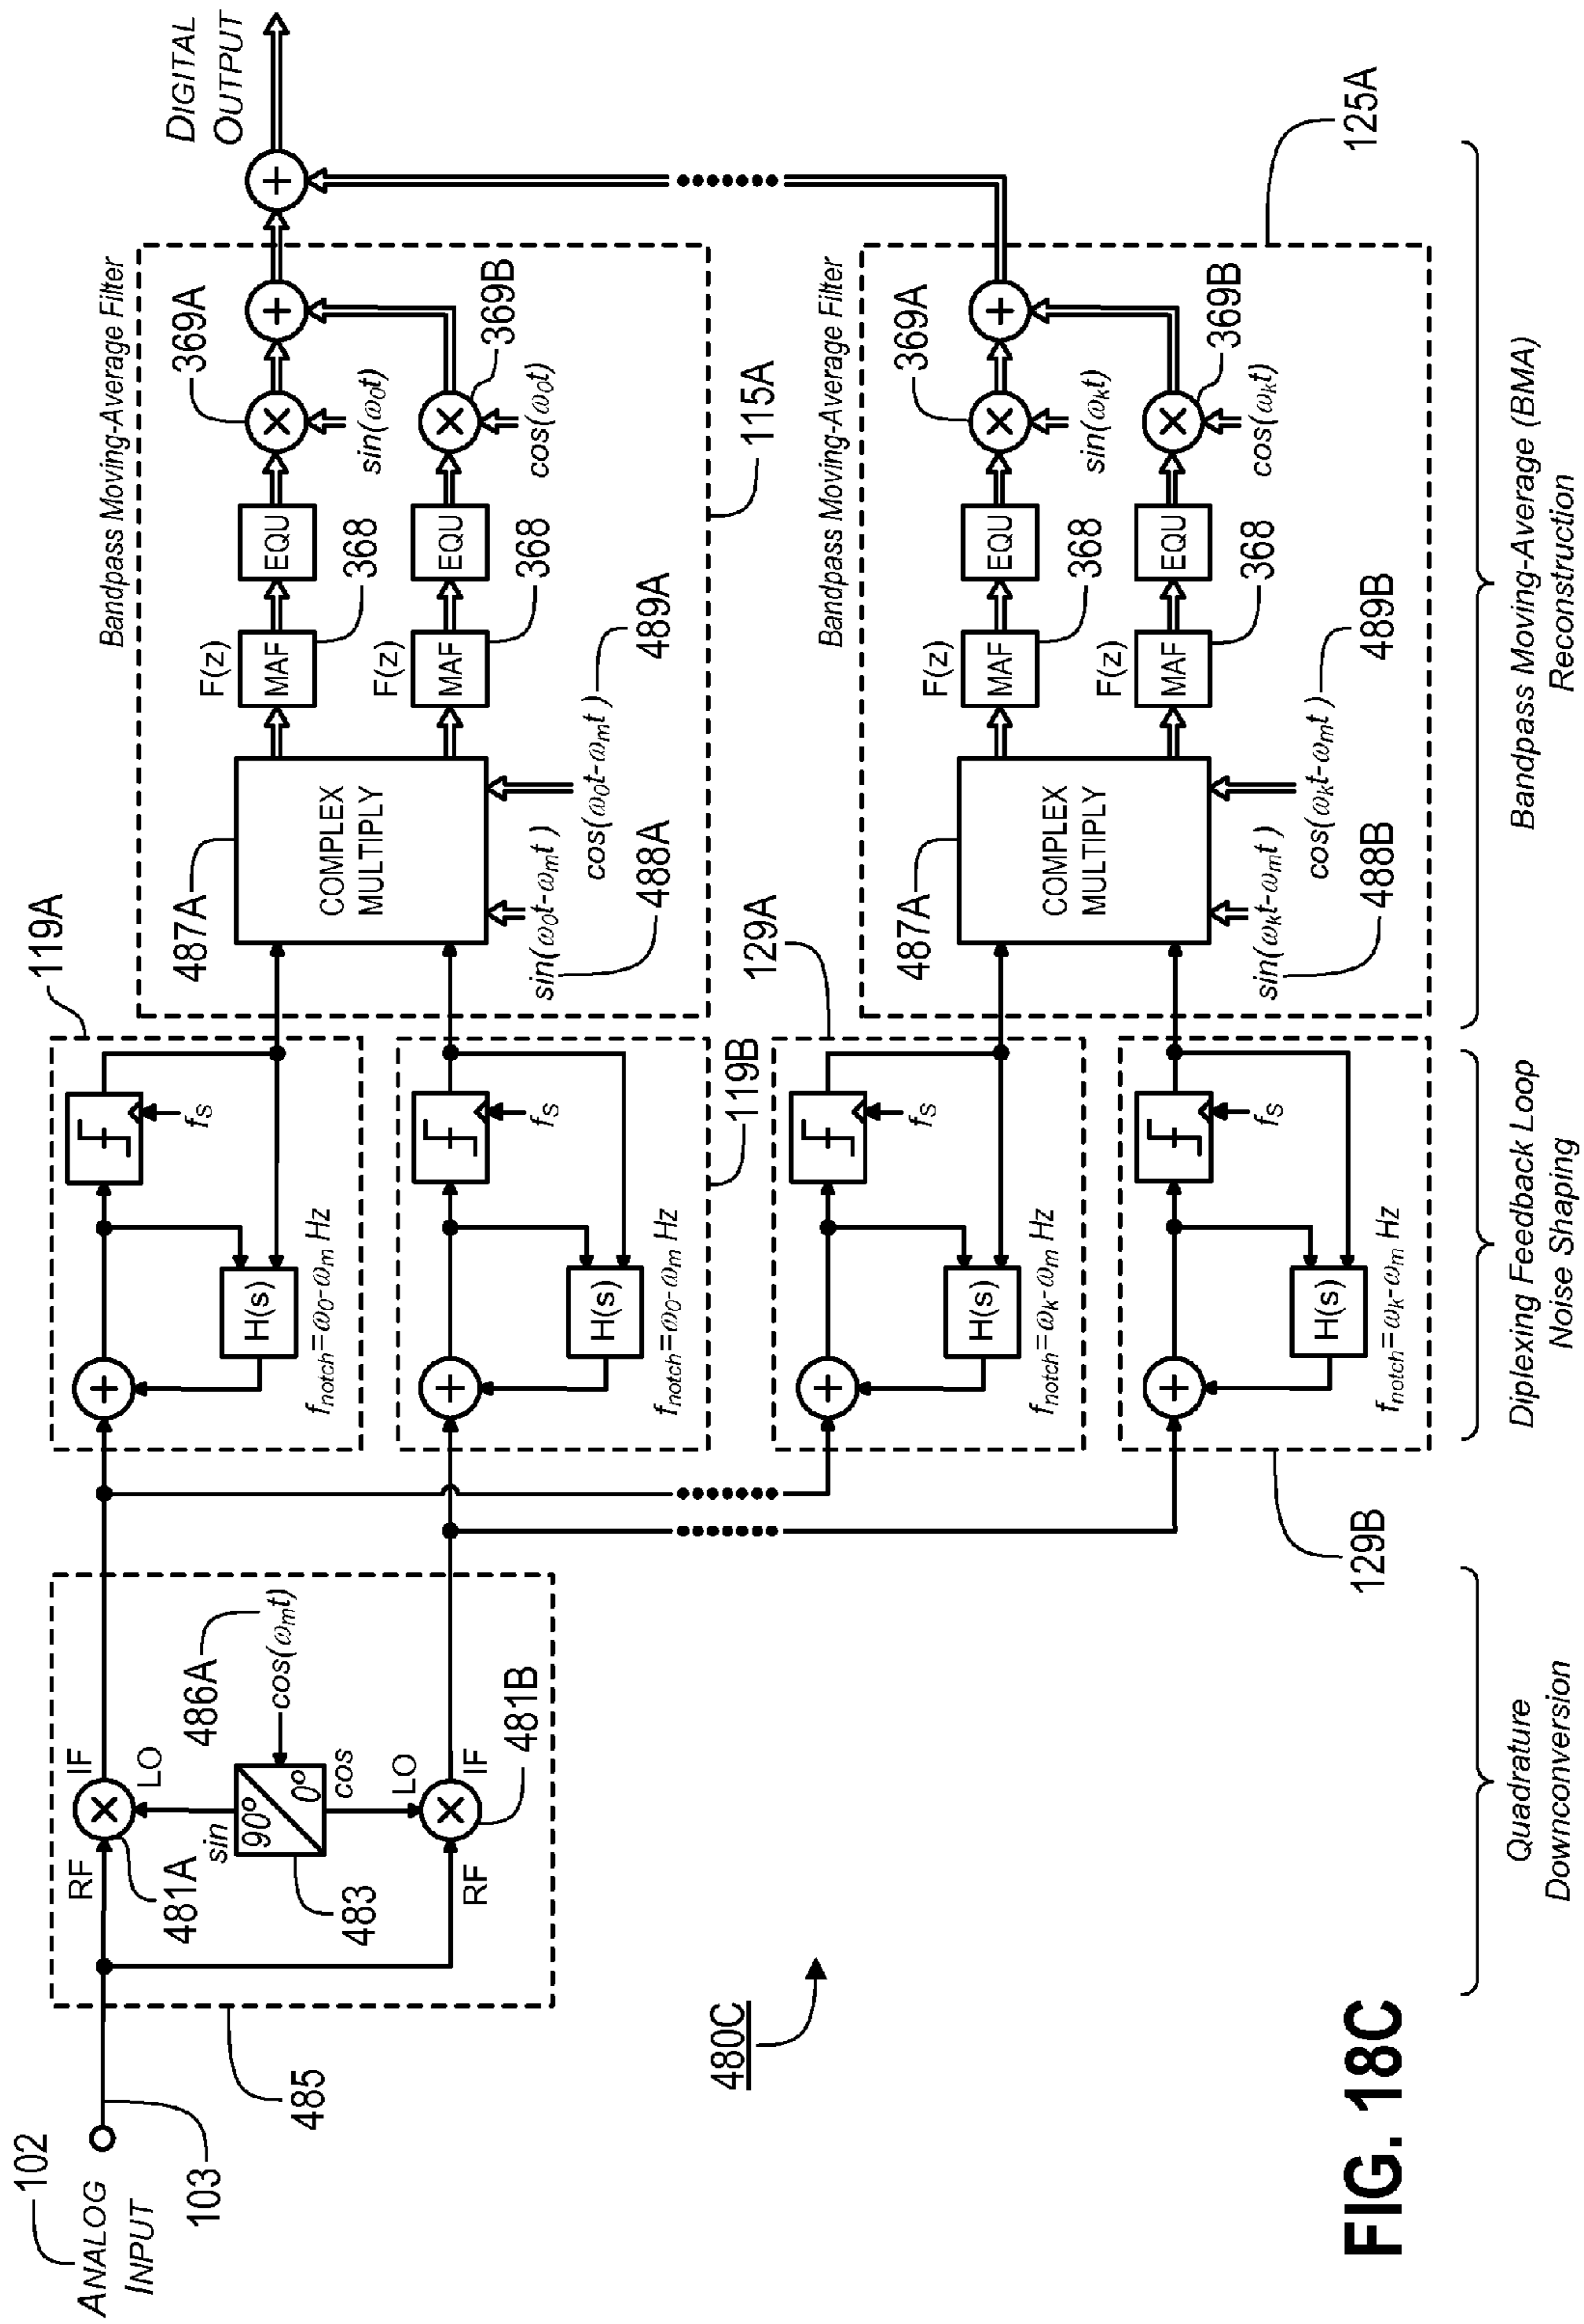 102
ANALOG
INPUT
103
485
RF
481A
IF
LO
sin
90°
0°
cos
483
486A
cos(ωmt)
LO
RF
IF
481B
Quadrature
Downconversion
480C
119A
fS
H(s)
fnotch=ω0-ωm Hz
fS
H(s)
fnotch=ω0-ωm Hz
119B
129A
fS
H(s)
fnotch=ωk-ωm Hz
fS
H(s)
fnotch=ωk-ωm Hz
129B
Diplexing Feedback Loop
Noise Shaping
Bandpass Moving-Average Filter
487A
COMPLEX
MULTIPLY
sin(ω0t-ωmt )
488A
cos(ω0t-ωmt )
489A
F(z)
MAF
368
EQU
369A
sin(ω0t)
F(z)
MAF
368
EQU
369B
cos(ω0t)
115A
DIGITAL
OUTPUT
Bandpass Moving-Average Filter
487A
COMPLEX
MULTIPLY
sin(ωkt-ωmt )
488B
cos(ωkt-ωmt )
489B
F(z)
MAF
368
EQU
369A
sin(ωkt)
F(z)
MAF
368
EQU
369B
cos(ωkt)
125A
Bandpass Moving-Average (BMA)
Reconstruction
FIG. 18C